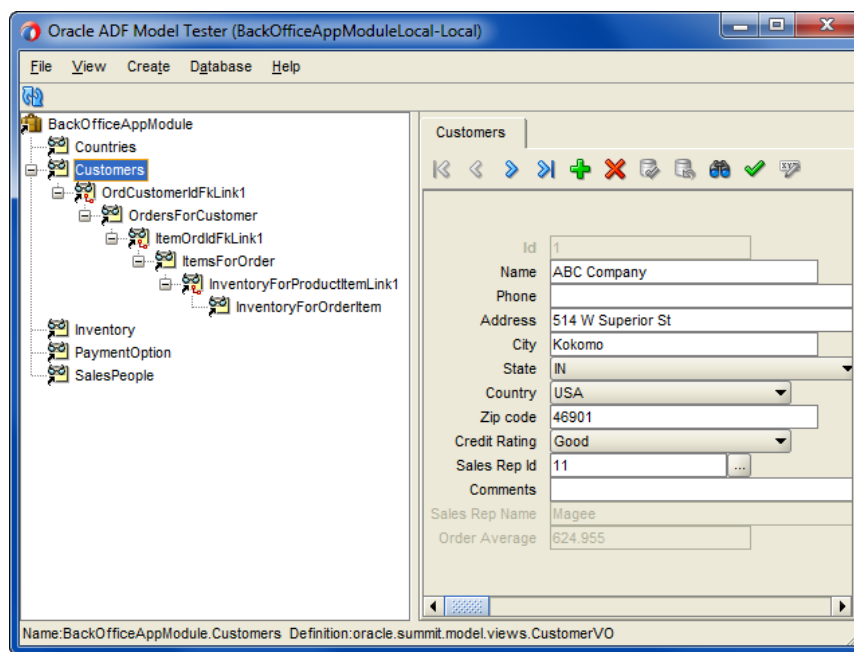 Oracle ADF Model Tester (BackOfficeAppModuleLocal-Local)
File View Create Database Help
BackOfficeAppModule
Countries
Customers
OrdCustomerIdFkLink1
OrdersForCustomer
ItemOrdIdFkLink1
ItemsForOrder
InventoryForProductItemLink1
InventoryForOrderItem
Inventory
PaymentOption
SalesPeople
Customers
Id 1
Name ABC Company
Phone
Address 514 W Superior St
City Kokomo
State IN
Country USA
Zip code 46901
Credit Rating Good
Sales Rep Id 11 ...
Comments
Sales Rep Name Magee
Order Average 624.955
Name:BackOfficeAppModule.Customers Definition:oracle.summit.model.views.CustomerVO